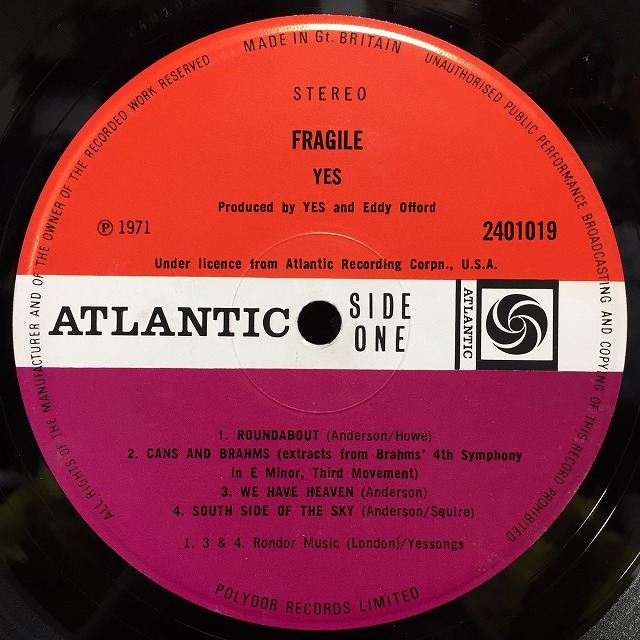 MADE IN Gt. BRITAIN
UNAUTHORISED PUBLIC PERFORMANCE BROADCASTING AND COPYING OF THIS RECORD PROHIBITED
ALL RIGHTS OF THE MANUFACTURER AND OF THE OWNER OF THE RECORDED WORK RESERVED
STEREO
FRAGILE
YES
Produced by YES and Eddy Offord
Ⓟ 1971
2401019
Under licence from Atlantic Recording Corpn., U.S.A.
ATLANTIC
SIDE
ONE
ATLANTIC
1. ROUNDABOUT (Anderson/Howe)
2. CANS AND BRAHMS (extracts from Brahms' 4th Symphony
in E Minor, Third Movement)
3. WE HAVE HEAVEN (Anderson)
4. SOUTH SIDE OF THE SKY (Anderson/Squire)
1, 3 & 4. Rondor Music (London)/Yessongs
POLYDOR RECORDS LIMITED